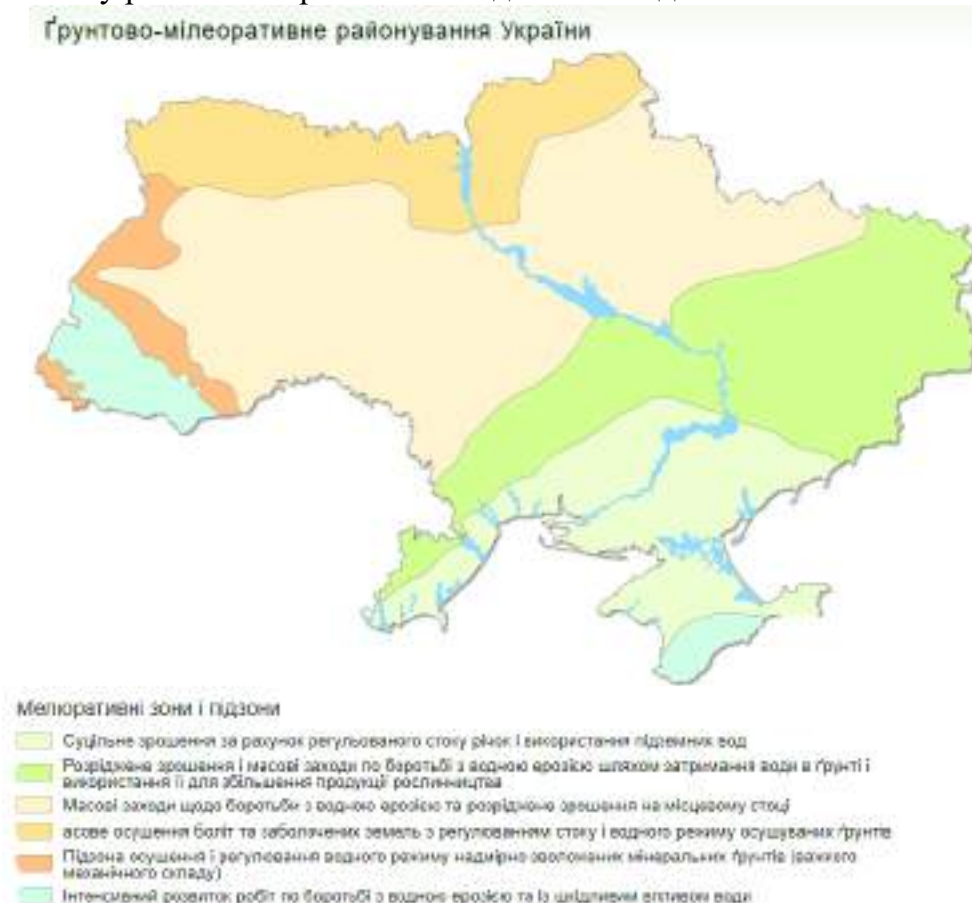 Ґрунтово-мілеоративне районування України
Меліоративні зони і підзони
Суцільне зрошення за рахунок регульованого стоку річок і використання підземних вод
Розріджене зрошення і масові заходи по боротьбі з водною ерозією шляхом затримання води в ґрунті і
використання її для збільшення продукції рослинництва
Масові заходи щодо боротьби з водною ерозією та розріджене зрошення на місцевому стоці
асове осушення боліт та заболочених земель з регулюванням стоку і водного режиму осушуваних ґрунтів
Підзона осушення і регулювання водного режиму надмірно зволожених мінеральних ґрунтів (важкого
механічного складу)
Інтенсивний розвиток робіт по боротьбі з водною ерозією та із шкідливим впливом води